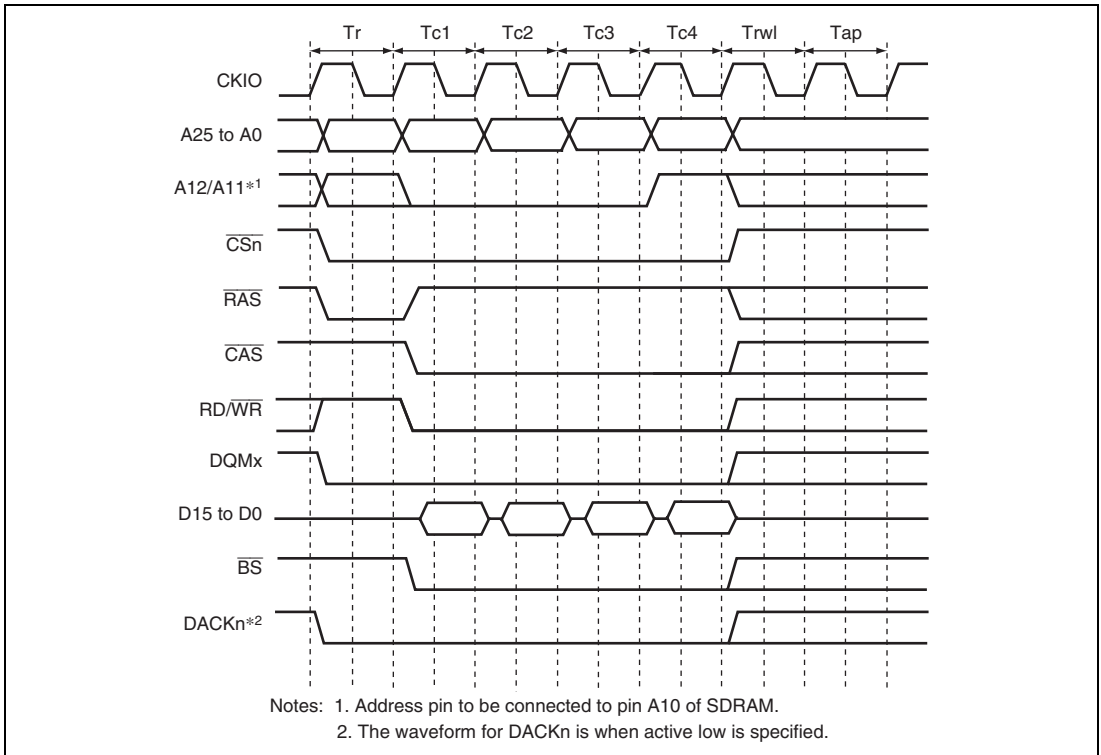 Tr Tc1 Tc2 Tc3 Tc4 Trwl Tap
CKIO
A25 to A0
A12/A11*1
CSn
RAS
CAS
RD/WR
DQMx
D15 to D0
BS
DACKn*2
Notes: 1. Address pin to be connected to pin A10 of SDRAM.
2. The waveform for DACKn is when active low is specified.